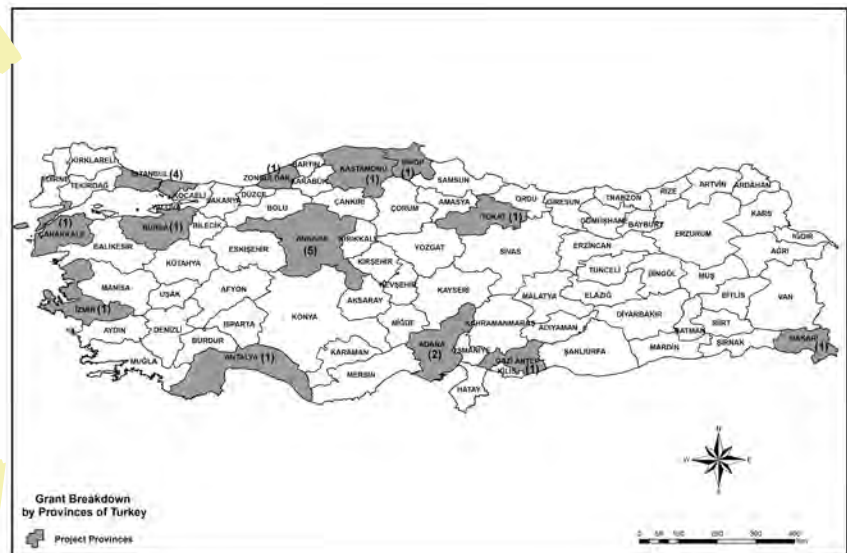 KIRKLARELİ
EDİRNE
TEKİRDAĞ
İSTANBUL (4)
KOCAELİ
YALOVA
SAKARYA
DÜZCE
(1)
ZONGULDAK
BARTIN
KARABÜK
KASTAMONU
(1)
SİNOP
(1)
SAMSUN
BOLU
ÇANKIRI
ÇORUM
AMASYA
TOKAT (1)
ORDU
GİRESUN
TRABZON
RİZE
ARTVİN
ARDAHAN
KARS
GÜMÜŞHANE
BAYBURT
ERZURUM
IĞDIR
AĞRI
(1)
ÇANAKKALE
BURSA (1)
BİLECİK
BALIKESİR
ESKİŞEHİR
ANKARA
(5)
KIRIKKALE
YOZGAT
SİVAS
ERZİNCAN
KÜTAHYA
KIRŞEHİR
TUNCELİ
BİNGÖL
MUŞ
MANİSA
UŞAK
AFYON
NEVŞEHİR
KAYSERİ
MALATYA
ELAZIĞ
BİTLİS
VAN
İZMİR (1)
AKSARAY
KONYA
DİYARBAKIR
SİİRT
BATMAN
AYDIN
DENİZLİ
ISPARTA
BURDUR
NİĞDE
KAHRAMANMARAŞ
ADIYAMAN
MARDİN
ŞIRNAK
HAKARİ
(1)
MUĞLA
ANTALYA (1)
KARAMAN
MERSİN
ADANA
(2)
OSMANİYE
GAZİ ANTEP
KİLİS
(1)
ŞANLIURFA
HATAY
N
W
E
S
Grant Breakdown
by Provinces of Turkey
Project Provinces